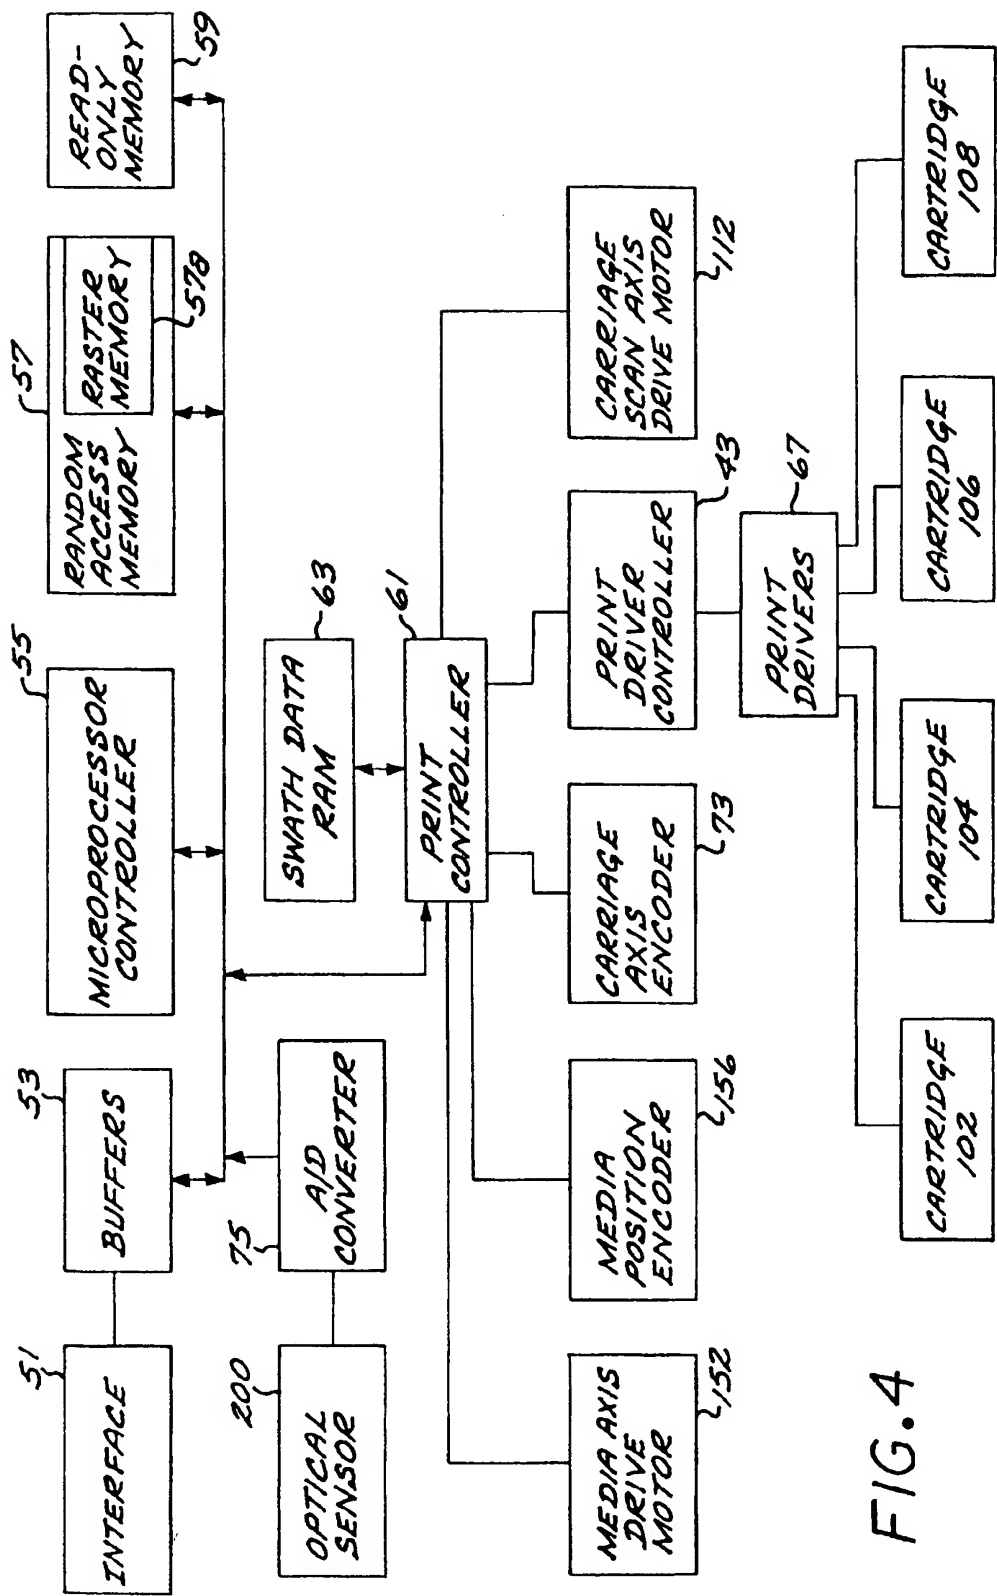 51
INTERFACE
53
BUFFERS
55
MICROPROCESSOR
CONTROLLER
57
RANDOM
ACCESS
MEMORY
RASTER
MEMORY
57B
READ-
ONLY
MEMORY
59
200
OPTICAL
SENSOR
75
A/D
CONVERTER
SWATH DATA
RAM
63
PRINT
CONTROLLER
61
MEDIA AXIS
DRIVE
MOTOR
152
MEDIA
POSITION
ENCODER
156
CARRIAGE
AXIS
ENCODER
73
PRINT
DRIVER
CONTROLLER
43
CARRIAGE
SCAN AXIS
DRIVE MOTOR
112
PRINT
DRIVERS
67
CARTRIDGE
102
CARTRIDGE
104
CARTRIDGE
106
CARTRIDGE
108
FIG.4